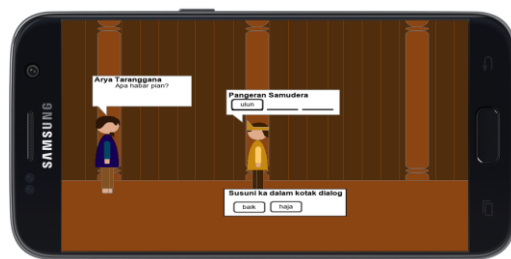 SAMSUNG
Arya Taranggana
Apa habar pian?
Pangeran Samudera
ulun
Susuni ka dalam kotak dialog
baik haja